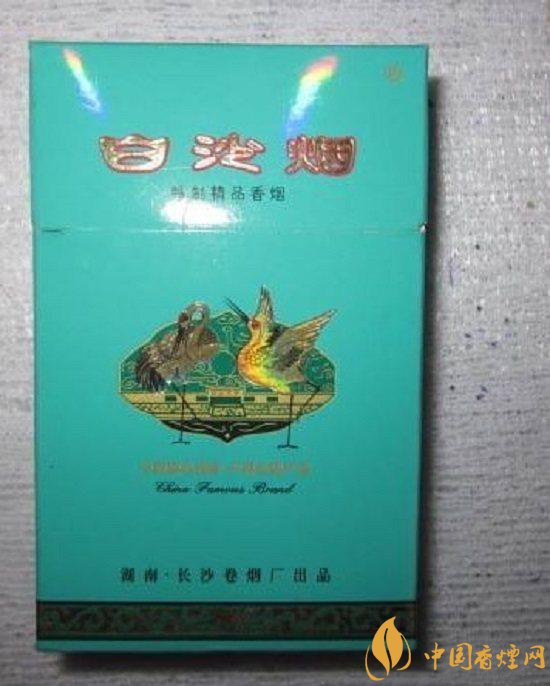 白沙烟
特制精品香烟
China Famous Brand
湖南·长沙卷烟厂出品
中国香烟网